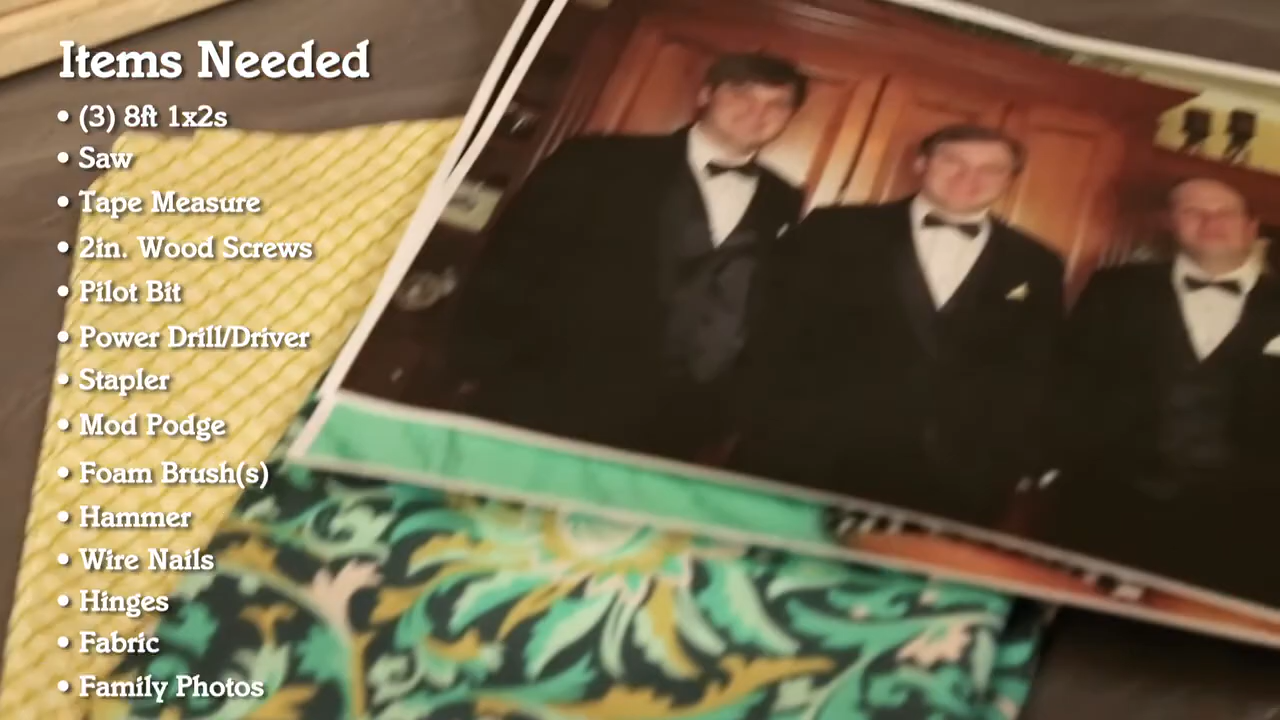 Items Needed
• (3) 8ft 1x2s
• Saw
• Tape Measure
• 2in. Wood Screws
• Pilot Bit
• Power Drill/Driver
• Stapler
• Mod Podge
• Foam Brush(s)
• Hammer
• Wire Nails
• Hinges
• Fabric
• Family Photos